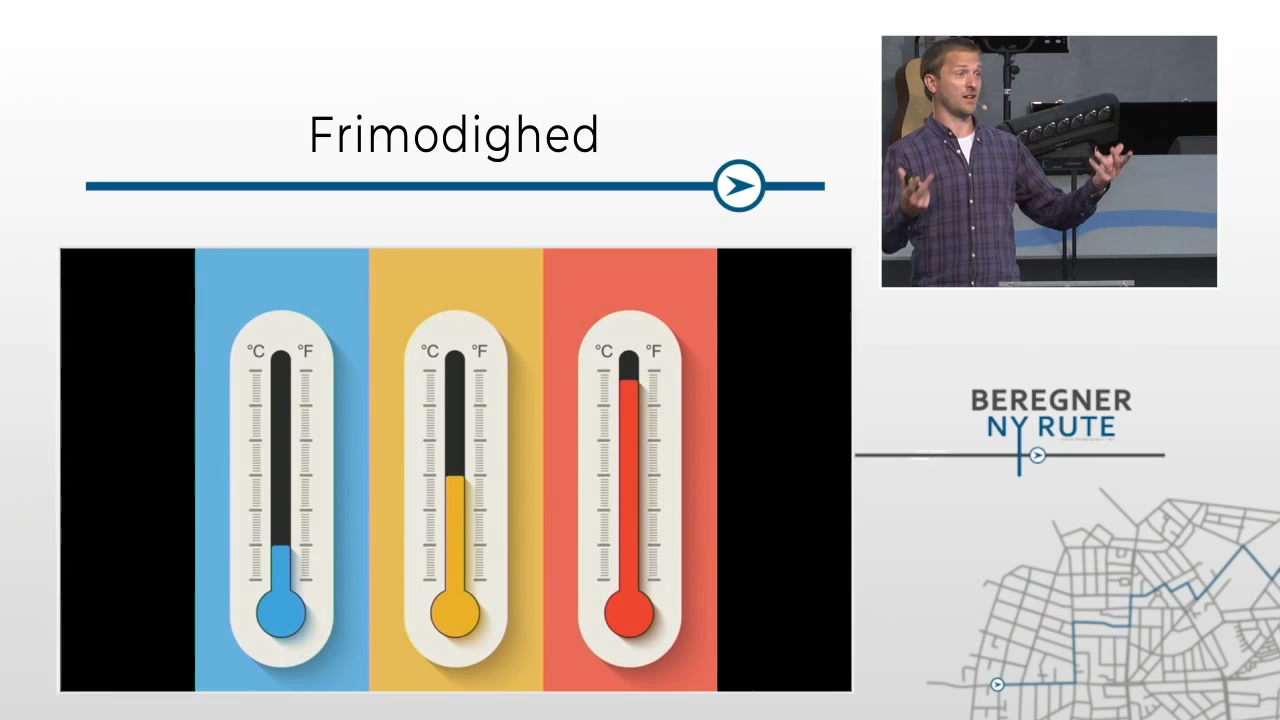 Frimodighed
°C °F
°C °F
°C °F
BEREGNER
NY RUTE